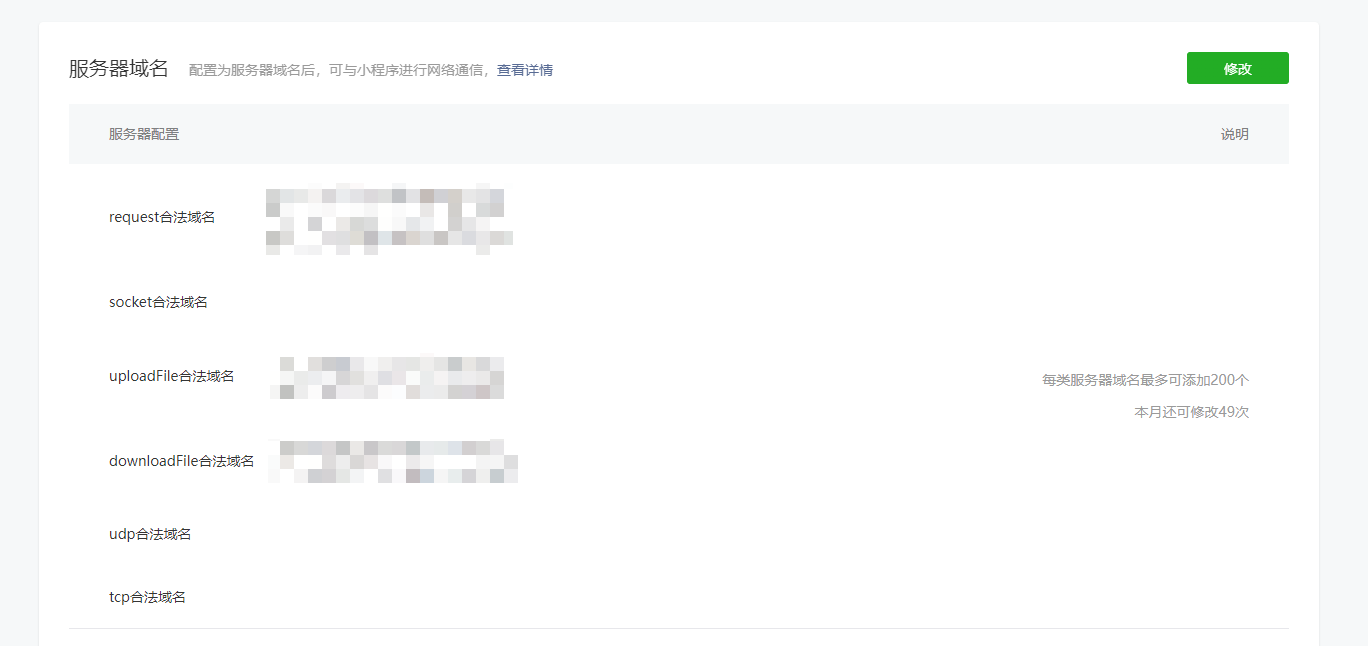 服务器域名 配置为服务器域名后，可与小程序进行网络通信，查看详情 修改
服务器配置 说明
request合法域名
socket合法域名
uploadFile合法域名
每类服务器域名最多可添加200个
本月还可修改49次
downloadFile合法域名
udp合法域名
tcp合法域名